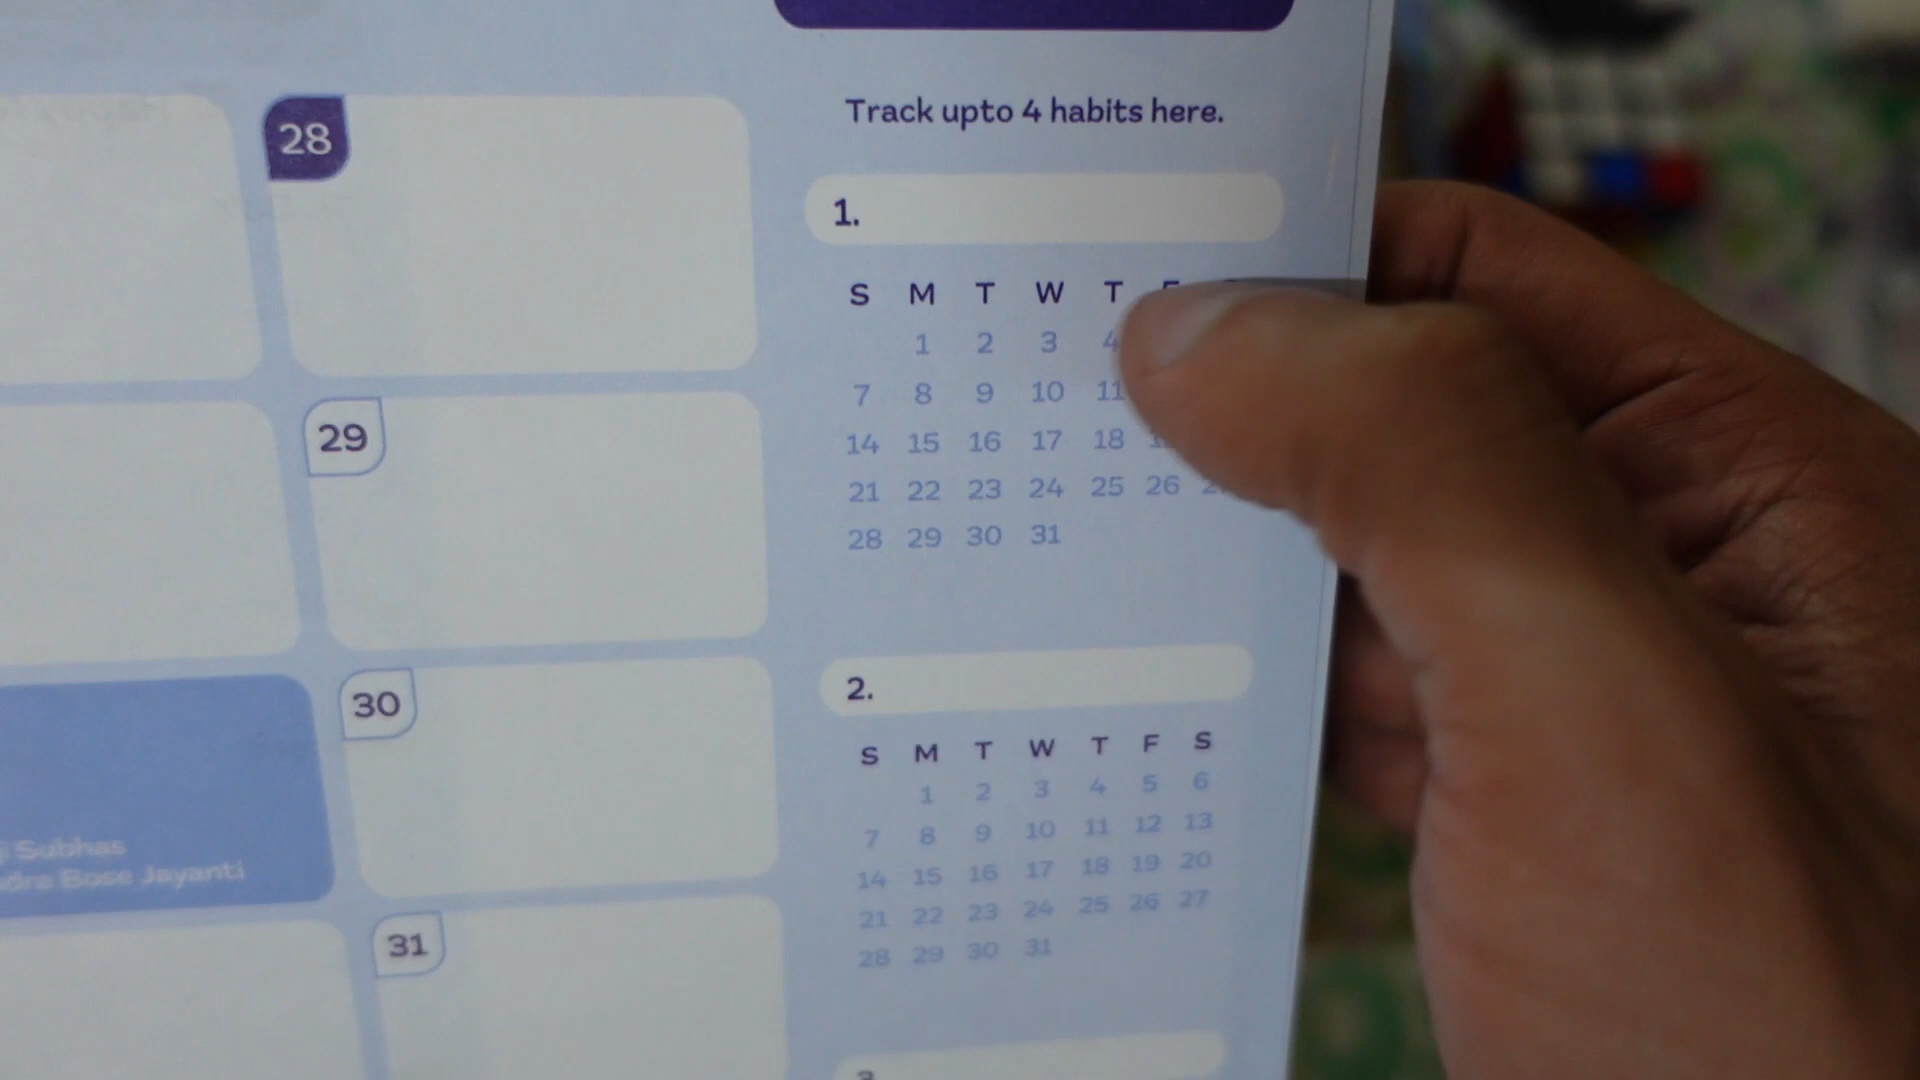 28
29
30
Subhas
Bose Jayanti
31
Track upto 4 habits here.
1.
S M T W T
1 2 3 4
7 8 9 10 11
14 15 16 17 18
21 22 23 24 25 26
28 29 30 31
2.
S M T W T F S
1 2 3 4 5 6
7 8 9 10 11 12 13
14 15 16 17 18 19 20
21 22 23 24 25 26 27
28 29 30 31